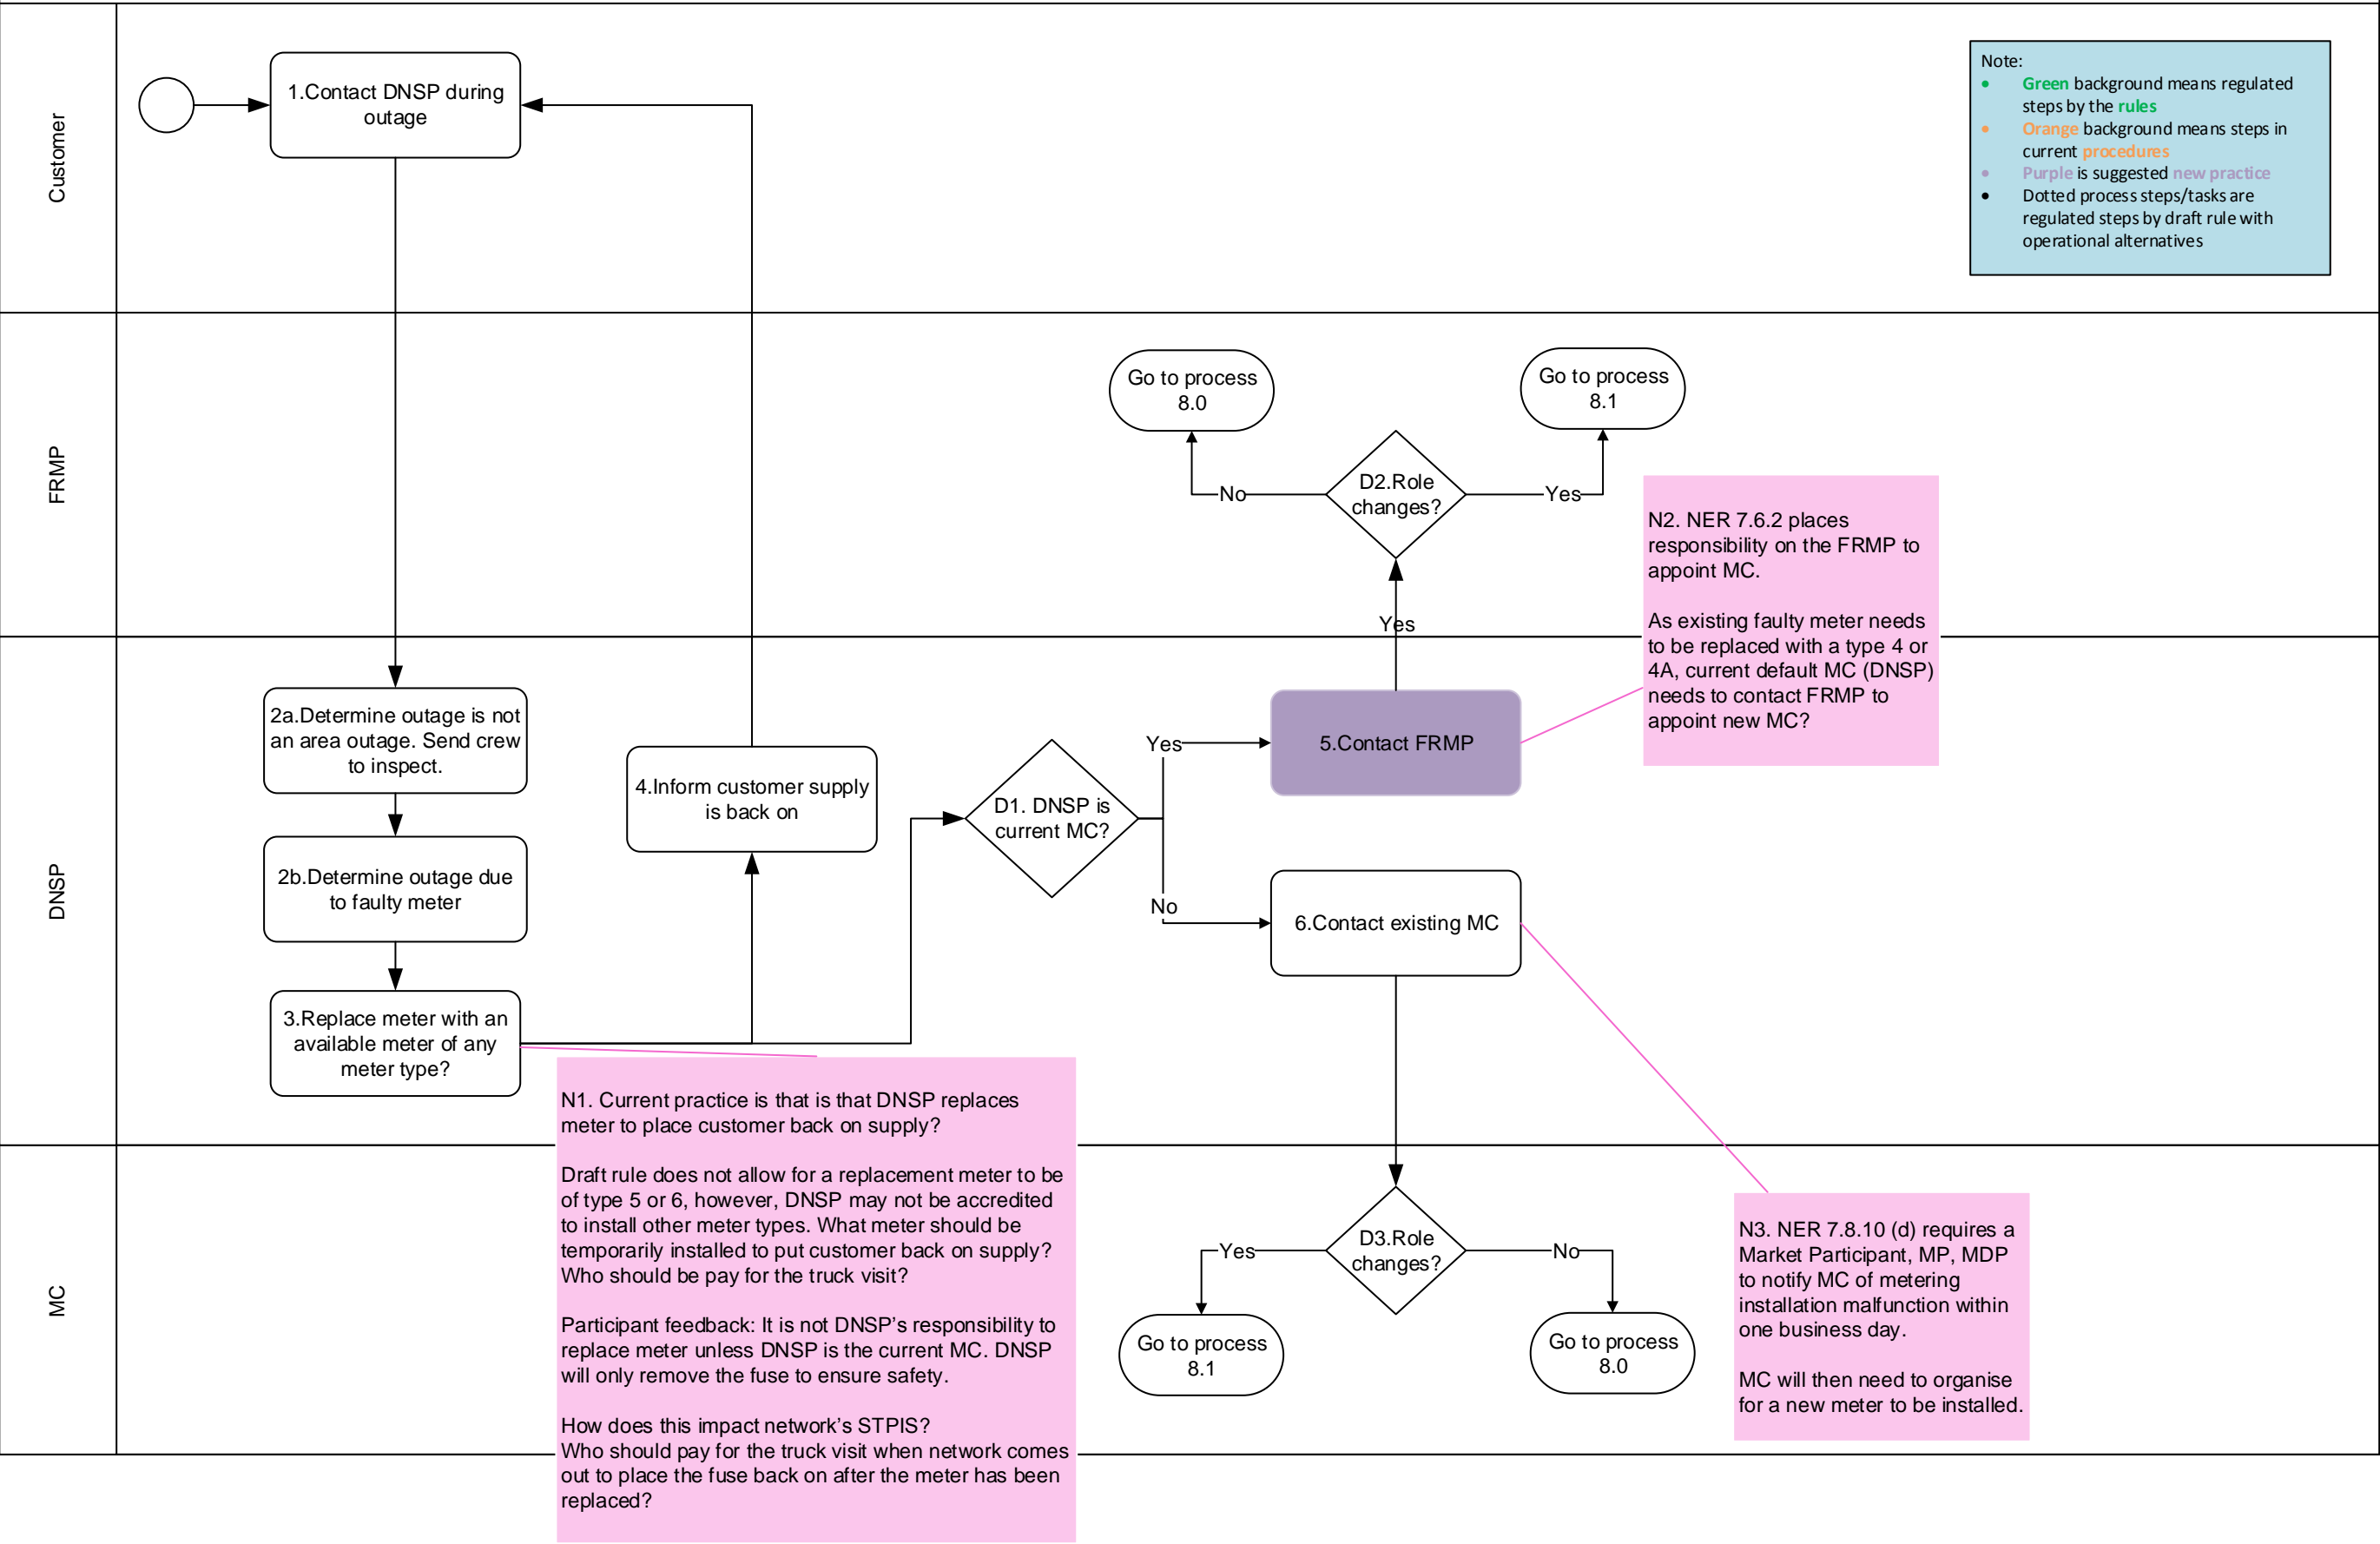 Customer
1.Contact DNSP during
outage
Note:
• Green background means regulated
steps by the rules
• Orange background means steps in
current procedures
• Purple is suggested new practice
• Dotted process steps/tasks are
regulated steps by draft rule with
operational alternatives
FRMP
Go to process
8.0
Go to process
8.1
D2.Role
changes?
No
Yes
Yes
N2. NER 7.6.2 places
responsibility on the FRMP to
appoint MC.
As existing faulty meter needs
to be replaced with a type 4 or
4A, current default MC (DNSP)
needs to contact FRMP to
appoint new MC?
DNSP
2a.Determine outage is not
an area outage. Send crew
to inspect.
2b.Determine outage due
to faulty meter
3.Replace meter with an
available meter of any
meter type?
4.Inform customer supply
is back on
D1. DNSP is
current MC?
Yes
No
5.Contact FRMP
6.Contact existing MC
N1. Current practice is that is that DNSP replaces
meter to place customer back on supply?
Draft rule does not allow for a replacement meter to be
of type 5 or 6, however, DNSP may not be accredited
to install other meter types. What meter should be
temporarily installed to put customer back on supply?
Who should be pay for the truck visit?
Participant feedback: It is not DNSP’s responsibility to
replace meter unless DNSP is the current MC. DNSP
will only remove the fuse to ensure safety.
How does this impact network’s STPIS?
Who should pay for the truck visit when network comes
out to place the fuse back on after the meter has been
replaced?
MC
D3.Role
changes?
Yes
No
Go to process
8.1
Go to process
8.0
N3. NER 7.8.10 (d) requires a
Market Participant, MP, MDP
to notify MC of metering
installation malfunction within
one business day.
MC will then need to organise
for a new meter to be installed.